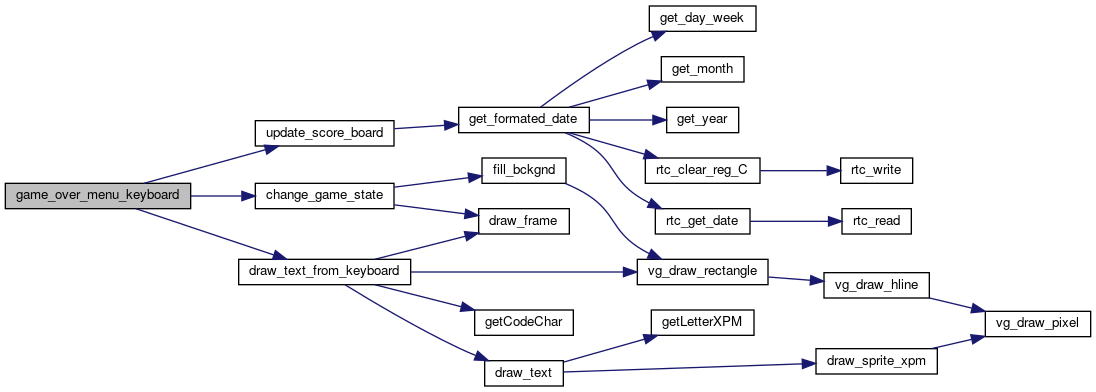 get_day_week
get_month
get_year
get_formated_date
update_score_board
rtc_clear_reg_C
rtc_write
fill_bckgnd
game_over_menu_keyboard
change_game_state
draw_frame
rtc_get_date
rtc_read
draw_text_from_keyboard
vg_draw_rectangle
vg_draw_hline
getCodeChar
getLetterXPM
vg_draw_pixel
draw_text
draw_sprite_xpm